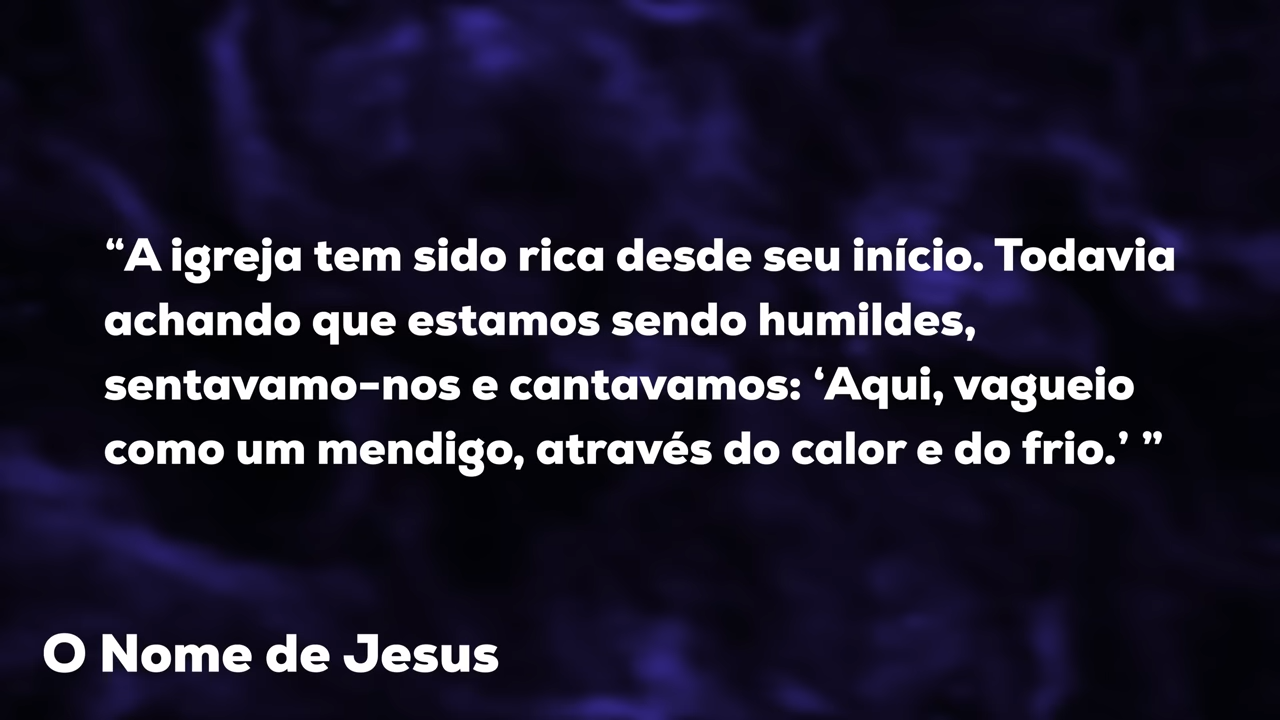 “A igreja tem sido rica desde seu início. Todavia
achando que estamos sendo humildes,
sentavamo-nos e cantavamos: ‘Aqui, vagueio
como um mendigo, através do calor e do frio.’ ”
O Nome de Jesus